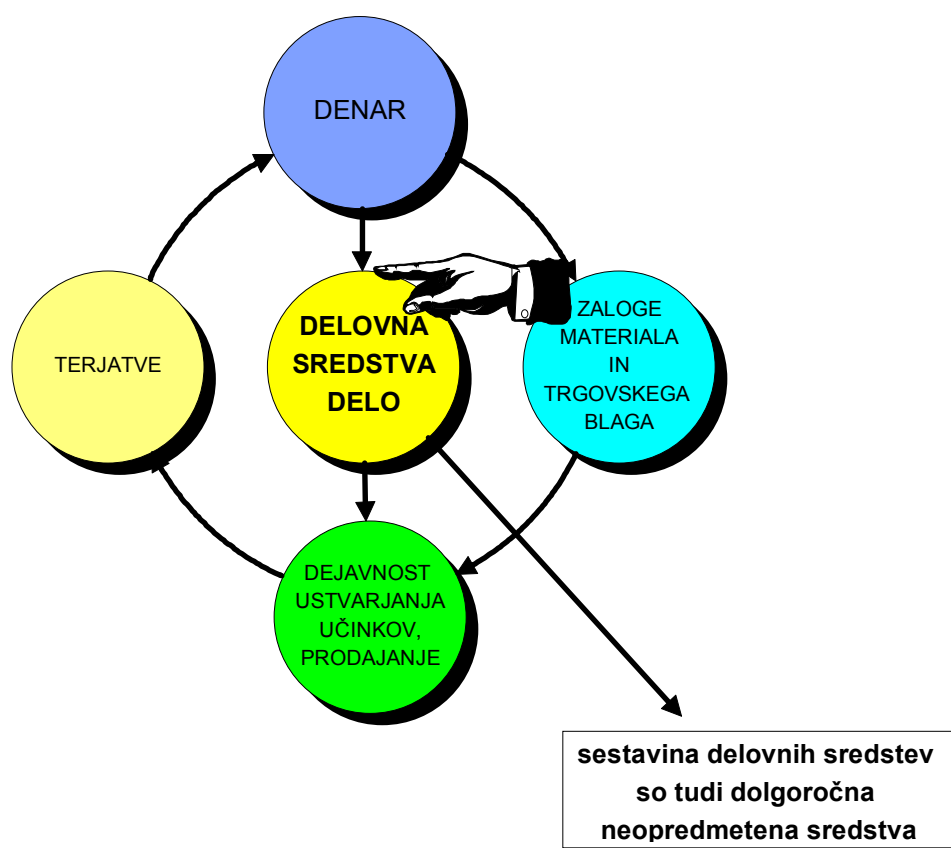 DENAR
TERJATVE
DELOVNA
SREDSTVA
DELO
ZALOGE
MATERIALA
IN
TRGOVSKEGA
BLAGA
DEJAVNOST
USTVARJANJA
UČINKOV,
PRODAJANJE
sestavina delovnih sredstev
so tudi dolgoročna
neopredmetena sredstva